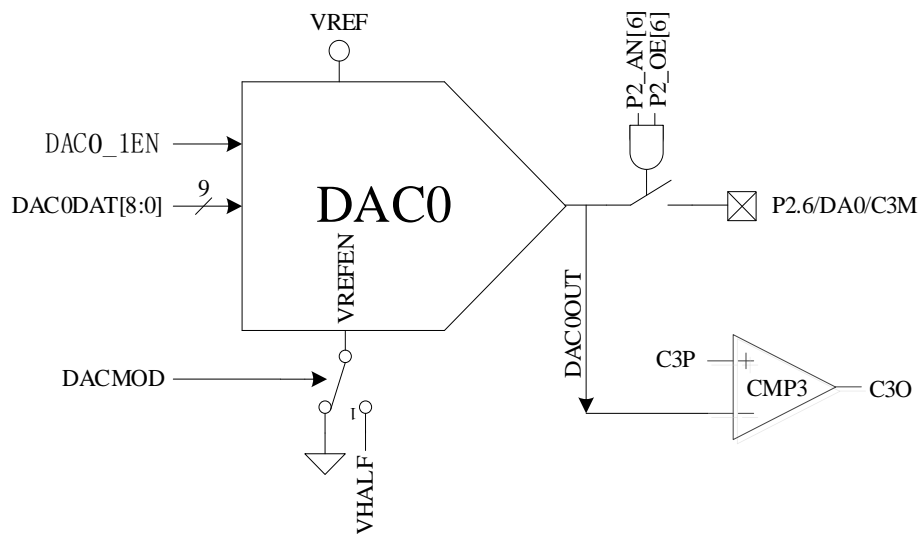 VREF
P2_AN[6]
P2_OE[6]
DAC0_1EN
9
DAC0DAT[8:0]
DAC0
P2.6/DA0/C3M
VREFEN
DAC0OUT
DACMOD
C3P
+
CMP3
C3O
1
VHALF